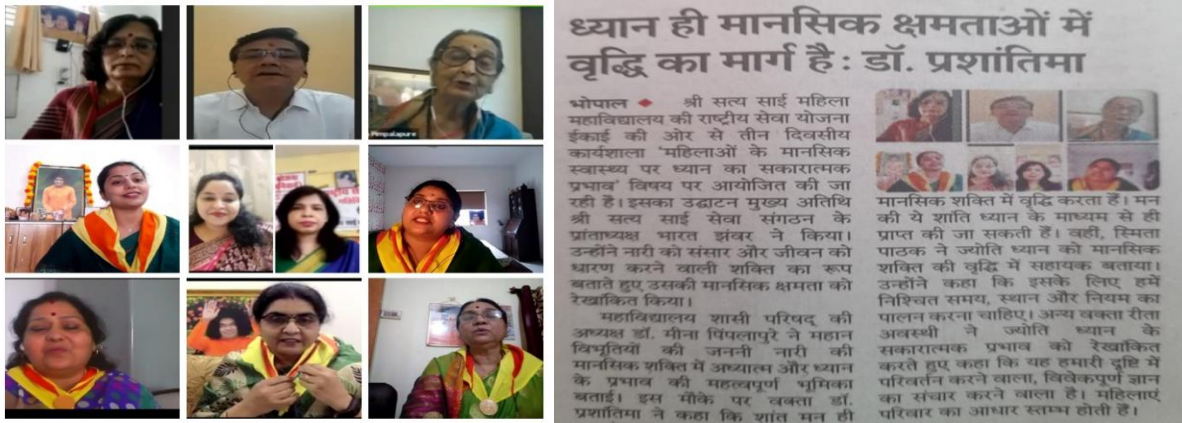 Pimpalapure
ध्यान ही मानसिक क्षमताओं में
वृद्धि का मार्ग है : डॉ. प्रशांतिमा
भोपाल ◆ श्री सत्य साई महिला
महाविद्यालय की राष्ट्रीय सेवा योजना
ईकाई की ओर से तीन दिवसीय
कार्यशाला 'महिलाओं के मानसिक
स्वास्थ्य पर ध्यान का सकारात्मक
प्रभाव' विषय पर आयोजित की जा
रही है। इसका उद्घाटन मुख्य अतिथि
श्री सत्य साई सेवा संगठन के
प्रांताध्यक्ष भारत झंवर ने किया।
उन्होंने नारी को संसार और जीवन को
धारण करने वाली शक्ति का रूप
बताते हुए उसकी मानसिक क्षमता को
रेखांकित किया।
महाविद्यालय शासी परिषद् की
अध्यक्ष डॉ. मीना पिंपलापुरे ने महान
विभूतियों की जननी नारी की
मानसिक शक्ति में अध्यात्म और ध्यान
के प्रभाव की महत्वपूर्ण भूमिका
बताई। इस मौके पर वक्ता डॉ.
प्रशांतिमा ने कहा कि शांत मन ही
मानसिक शक्ति में वृद्धि करता है। मन
की ये शांति ध्यान के माध्यम से ही
प्राप्त की जा सकती हैं। वही, स्मिता
पाठक ने ज्योति ध्यान को मानसिक
शक्ति की वृद्धि में सहायक बताया।
उन्होंने कहा कि इसके लिए हमें
निश्चित समय, स्थान और नियम का
पालन करना चाहिए। अन्य वक्ता रीता
अवस्थी ने ज्योति ध्यान के
सकारात्मक प्रभाव को रेखांकित
करते हुए कहा कि यह हमारी दृष्टि में
परिवर्तन करने वाला, विवेकपूर्ण ज्ञान
का संचार करने वाला है। महिलाएं
परिवार का आधार स्तम्भ होती हैं।